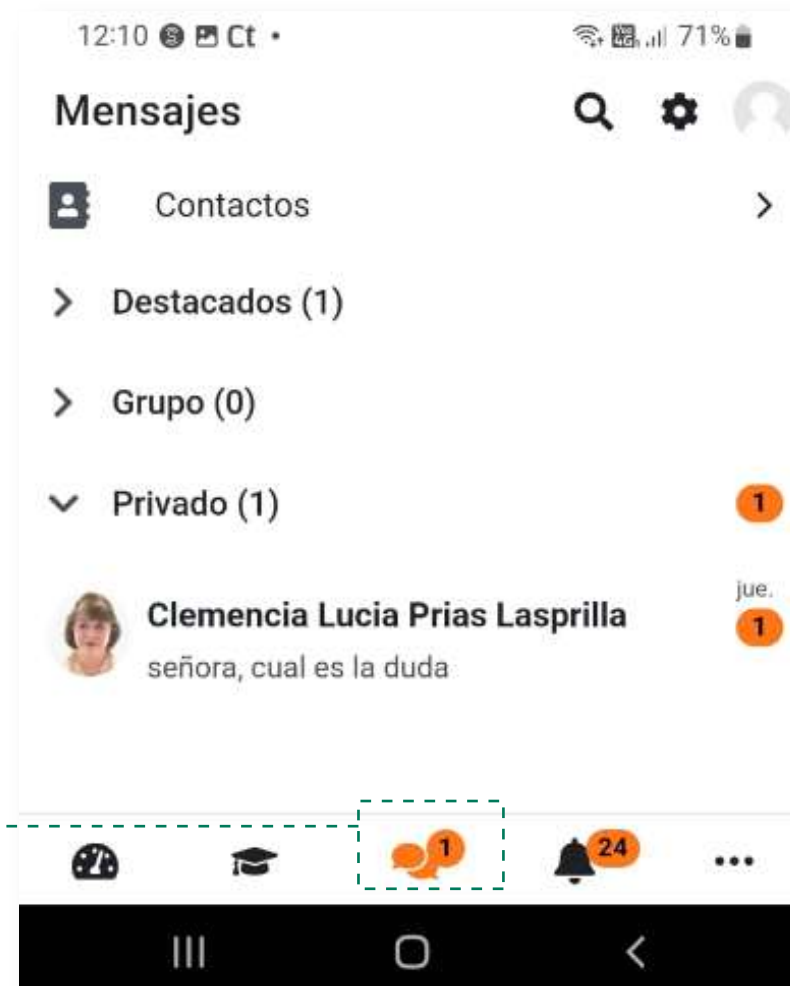 12:10 Ct 71%
Mensajes
Contactos
Destacados (1)
Grupo (0)
Privado (1) 1
jue.
Clemencia Lucia Prias Lasprilla 1
señora, cual es la duda
1 24